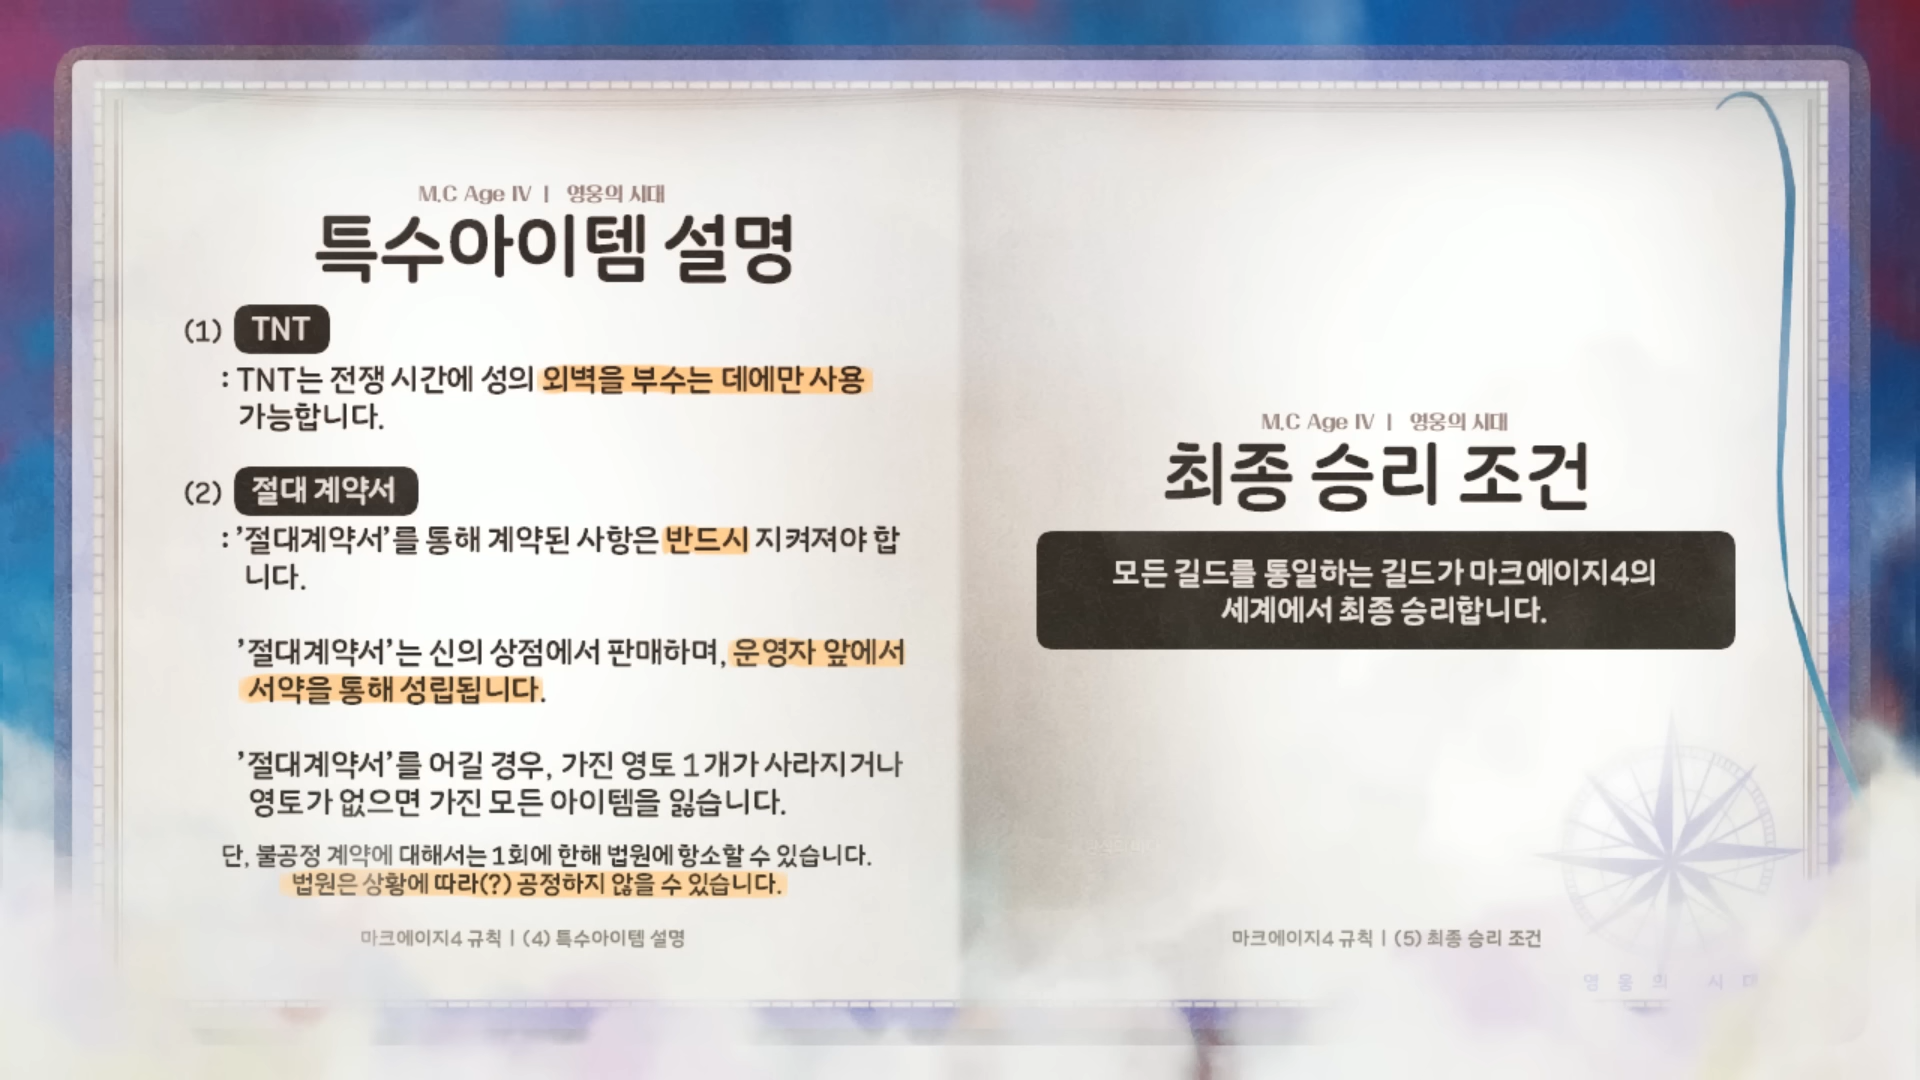 M.C Age IV | 영웅의 시대
특수아이템 설명
(1) TNT
: TNT는 전쟁 시간에 성의 외벽을 부수는 데에만 사용
가능합니다.
(2) 절대 계약서
: '절대계약서'를 통해 계약된 사항은 반드시 지켜져야 합
니다.
'절대계약서'는 신의 상점에서 판매하며, 운영자 앞에서
서약을 통해 성립됩니다.
'절대계약서'를 어길 경우, 가진 영토 1개가 사라지거나
영토가 없으면 가진 모든 아이템을 잃습니다.
단, 불공정 계약에 대해서는 1회에 한해 법원에 항소할 수 있습니다.
법원은 상황에 따라(?) 공정하지 않을 수 있습니다.
마크에이지4 규칙 | (4) 특수아이템 설명
M.C Age IV | 영웅의 시대
최종 승리 조건
모든 길드를 통일하는 길드가 마크에이지4의
세계에서 최종 승리합니다.
마크에이지4 규칙 | (5) 최종 승리 조건
영웅의 시대